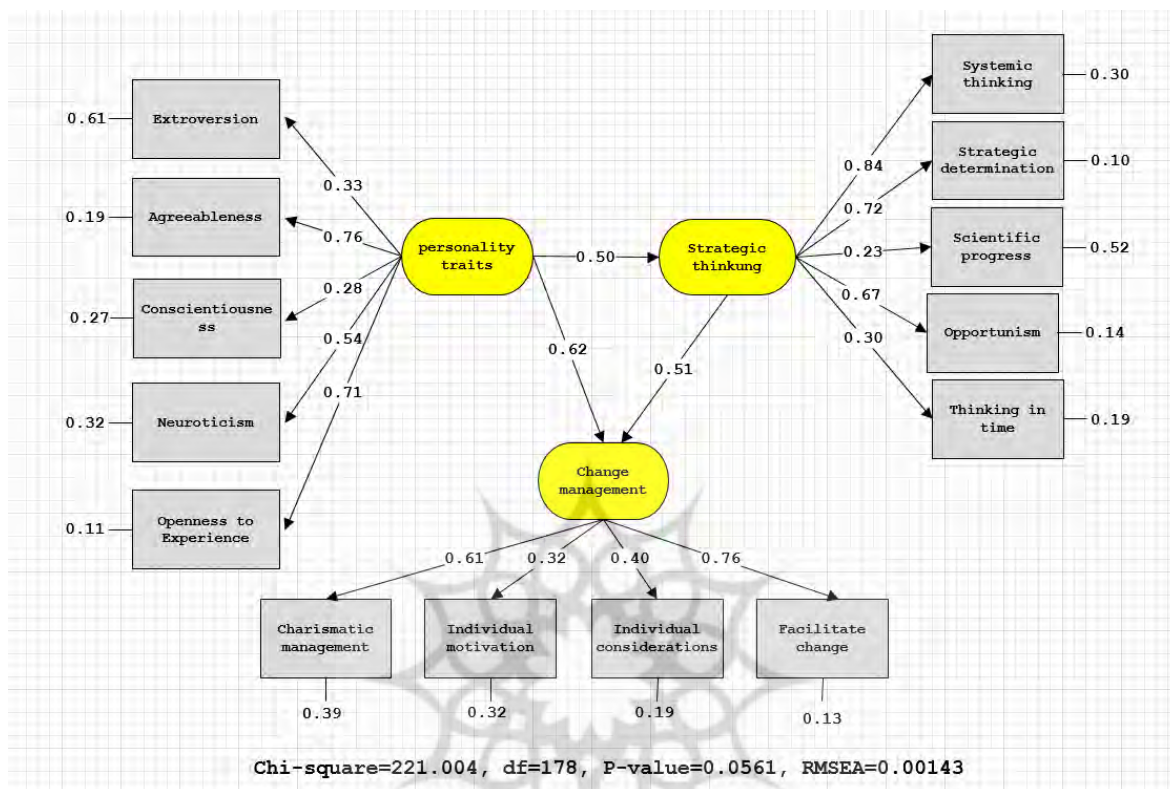 Extroversion
0.61
Agreeableness
0.19
Conscientiousne
ss
0.27
Neuroticism
0.32
Openness to
Experience
0.11
0.33
0.76
0.28
0.54
0.71
personality
traits
0.50
Strategic
thinkung
0.62
0.51
0.84
0.72
0.23
0.67
0.30
Systemic
thinking
0.30
Strategic
determination
0.10
Scientific
progress
0.52
Opportunism
0.14
Thinking in
time
0.19
Change
management
0.61
0.32
0.40
0.76
Charismatic
management
Individual
motivation
Individual
considerations
Facilitate
change
0.39
0.32
0.19
0.13
Chi-square=221.004, df=178, P-value=0.0561, RMSEA=0.00143